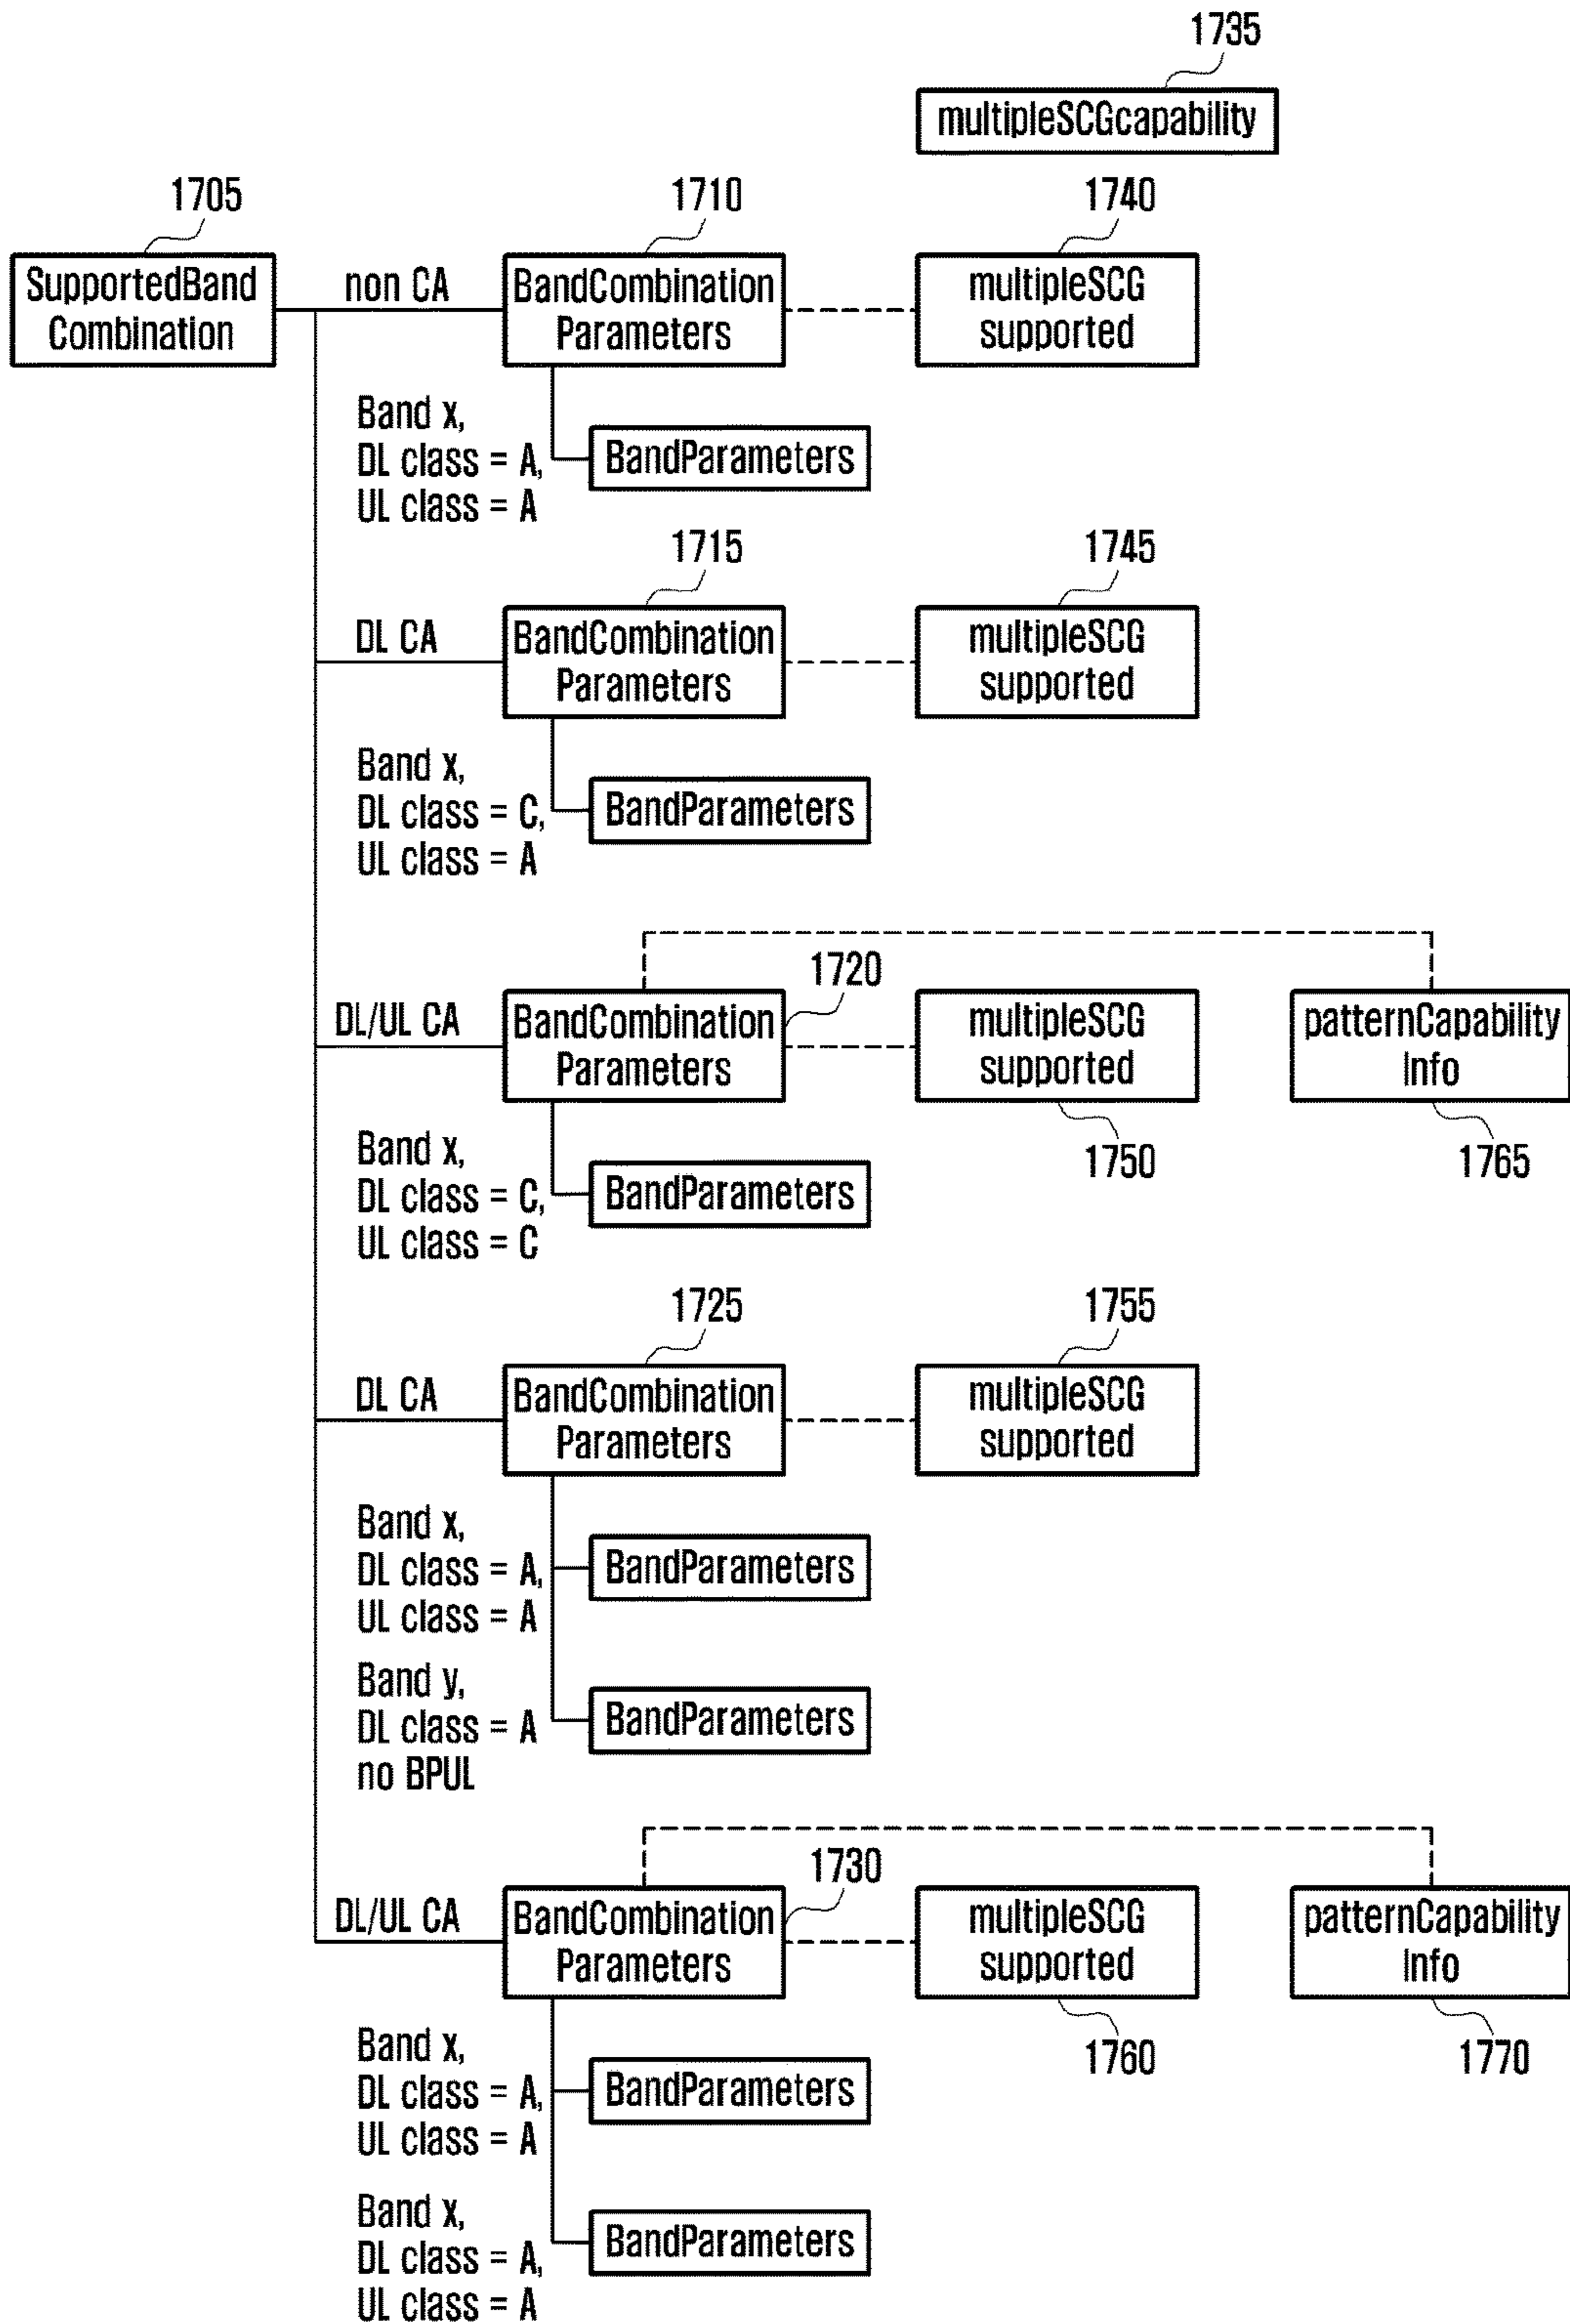 1735
multipleSCGcapability
1705
1710
1740
SupportedBand
Combination
non CA
BandCombination
Parameters
multipleSCG
supported
Band x,
DL class = A,
UL class = A
BandParameters
1715
1745
DL CA
BandCombination
Parameters
multipleSCG
supported
Band x,
DL class = C,
UL class = A
BandParameters
1720
DL/UL CA
BandCombination
Parameters
multipleSCG
supported
patternCapability
Info
1750
1765
Band x,
DL class = C,
UL class = C
BandParameters
1725
1755
DL CA
BandCombination
Parameters
multipleSCG
supported
Band x,
DL class = A,
UL class = A
BandParameters
Band y,
DL class = A
no BPUL
BandParameters
1730
DL/UL CA
BandCombination
Parameters
multipleSCG
supported
patternCapability
Info
1760
1770
Band x,
DL class = A,
UL class = A
BandParameters
Band x,
DL class = A,
UL class = A
BandParameters